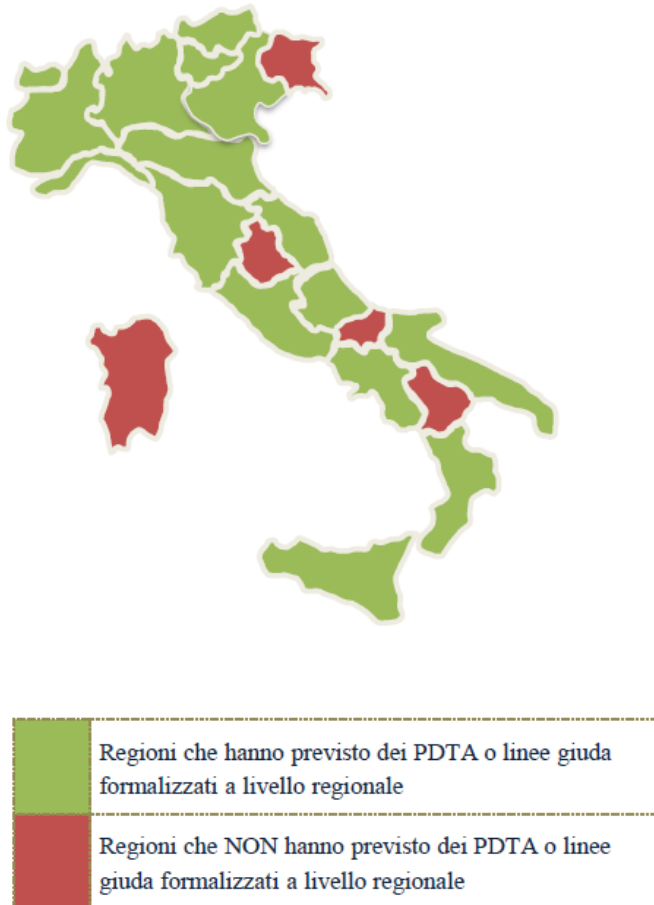 Regioni che hanno previsto dei PDTA o linee giuda
formalizzati a livello regionale
Regioni che NON hanno previsto dei PDTA o linee
giuda formalizzati a livello regionale